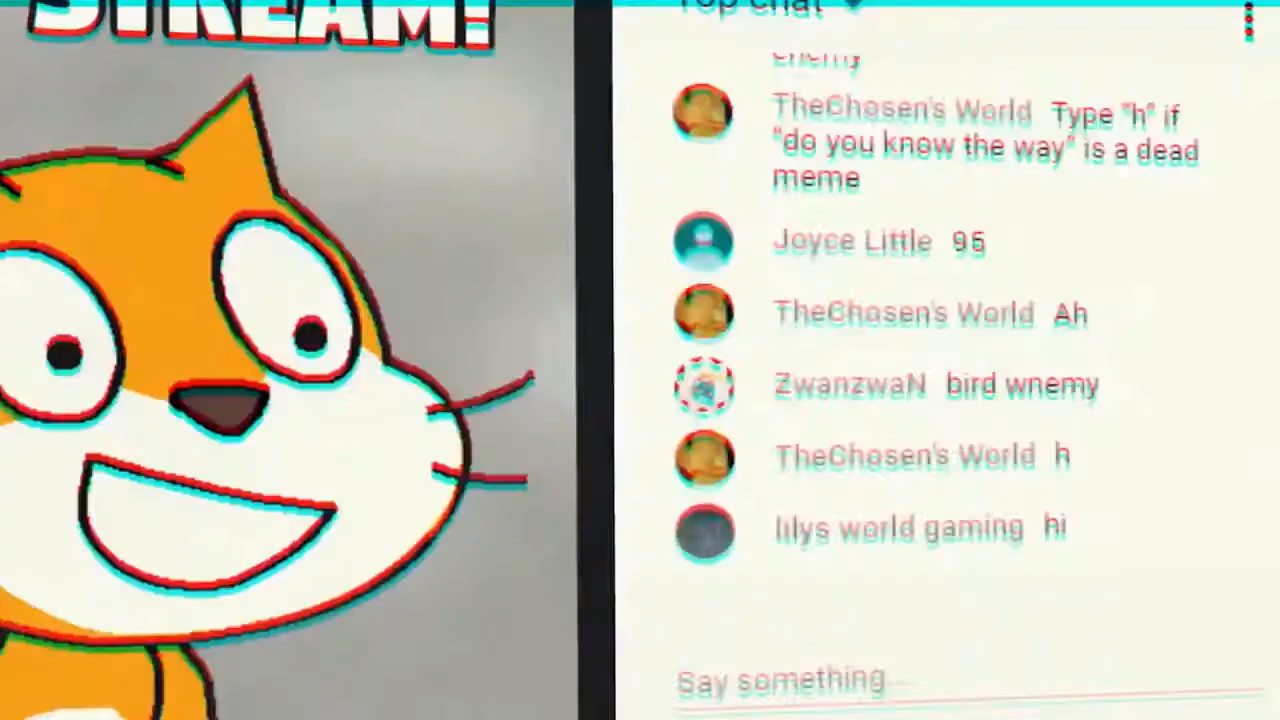 STREAM!
Top chat
enemy
TheChosen's World Type "h" if
"do you know the way" is a dead
meme
Joyce Little 95
TheChosen's World Ah
ZwanzwaN bird wnemy
TheChosen's World h
lilys world gaming hi
Say something